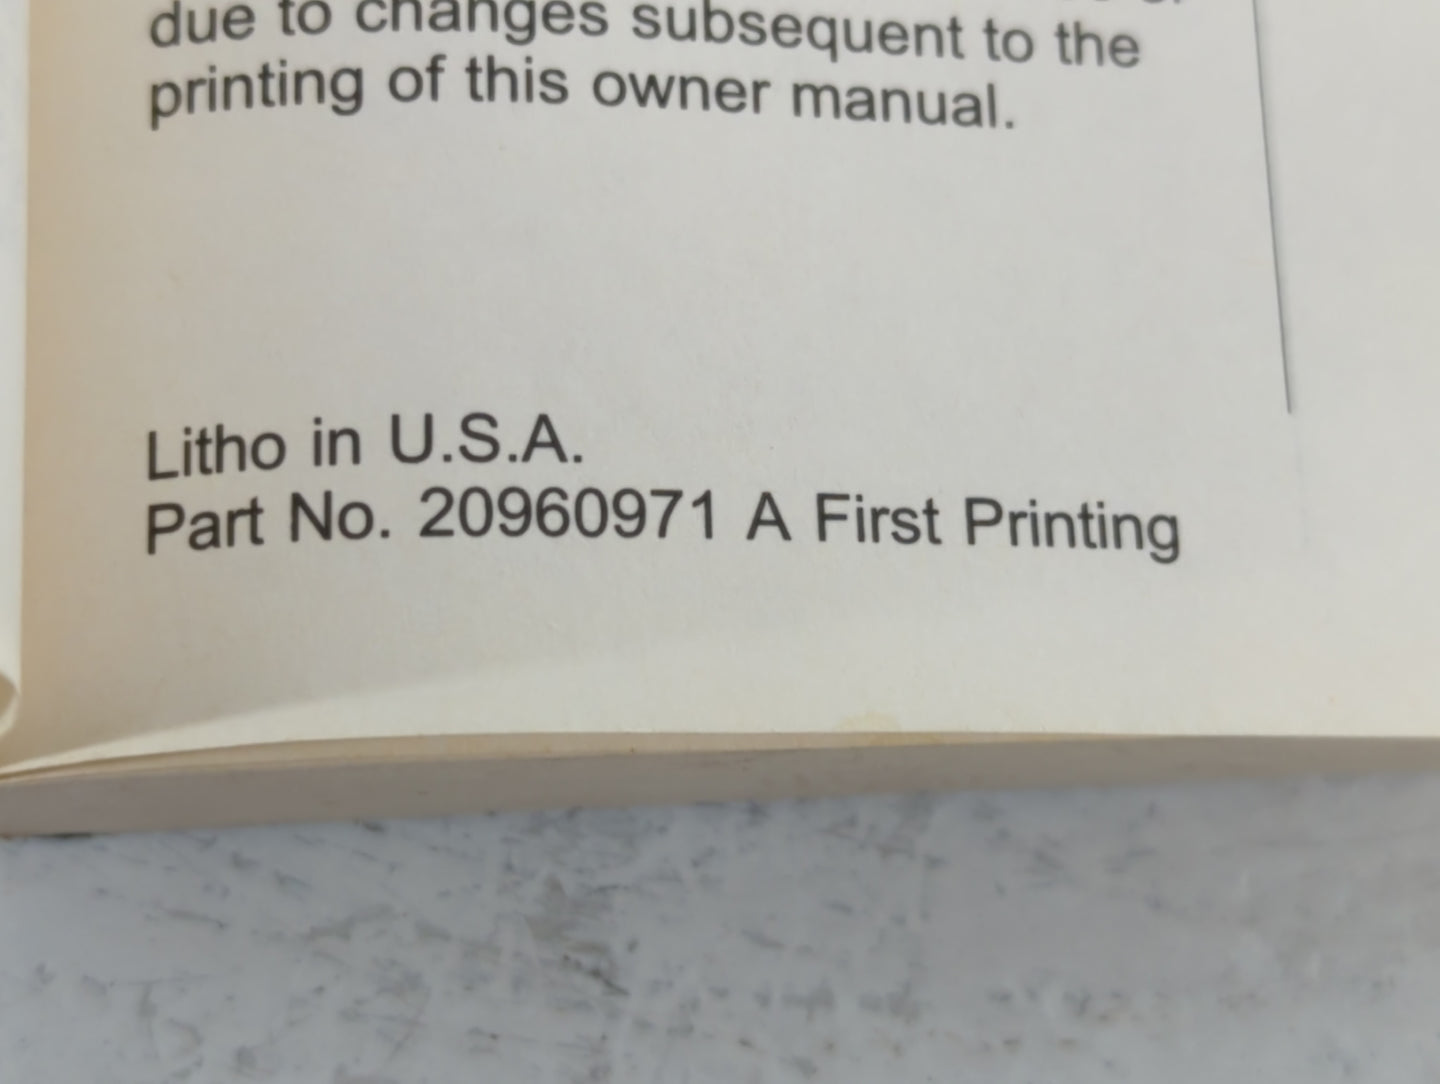 due to changes subsequent to the
printing of this owner manual.
Litho in U.S.A.
Part No. 20960971 A First Printing